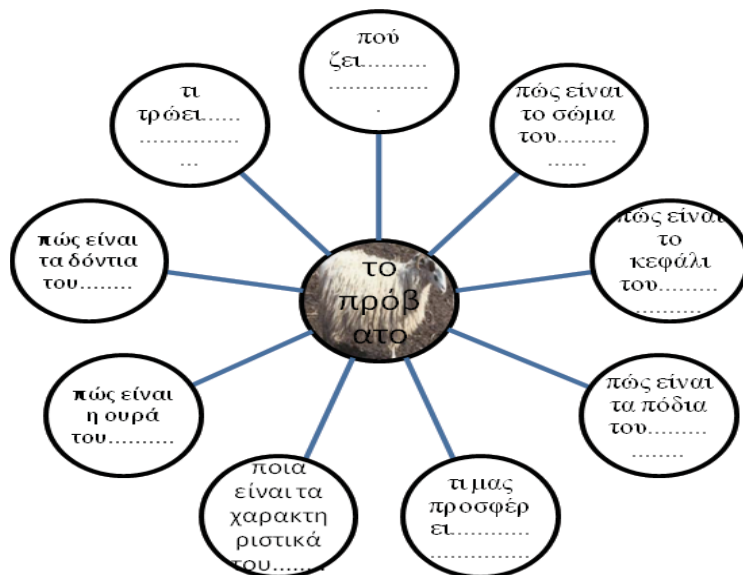 πού
ζει..........
...............
.
πώς είναι
το σώμα
του.........
......
πώς είναι
το
κεφάλι
του.........
..........
πώς είναι
τα πόδια
του.........
........
τι μας
προσφέρ
ει............
................
ποια
είναι τα
χαρακτη
ριστικά
του........
πώς είναι
η ουρά
του..........
πώς είναι
τα δόντια
του........
τι
τρώει......
...............
...
το
πρόβ
ατο